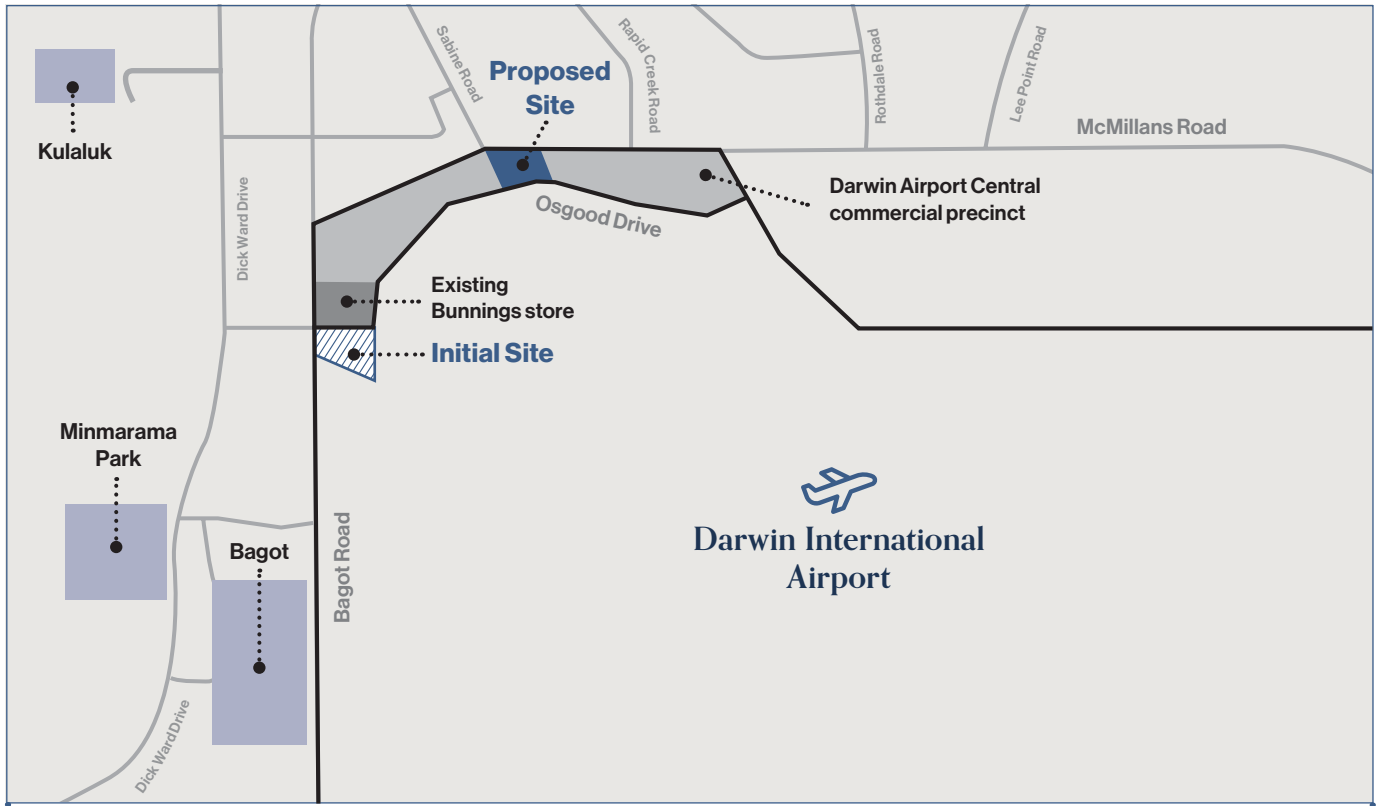 Sabine Road
Rapid Creek Road
Rothdale Road
Lee Point Road
Proposed
Site
McMillans Road
Kulaluk
Dick Ward Drive
Darwin Airport Central
commercial precinct
Osgood Drive
Existing
Bunnings store
Initial Site
Minmarama
Park
Bagot
Bagot Road
Darwin International
Airport
Dick Ward Drive